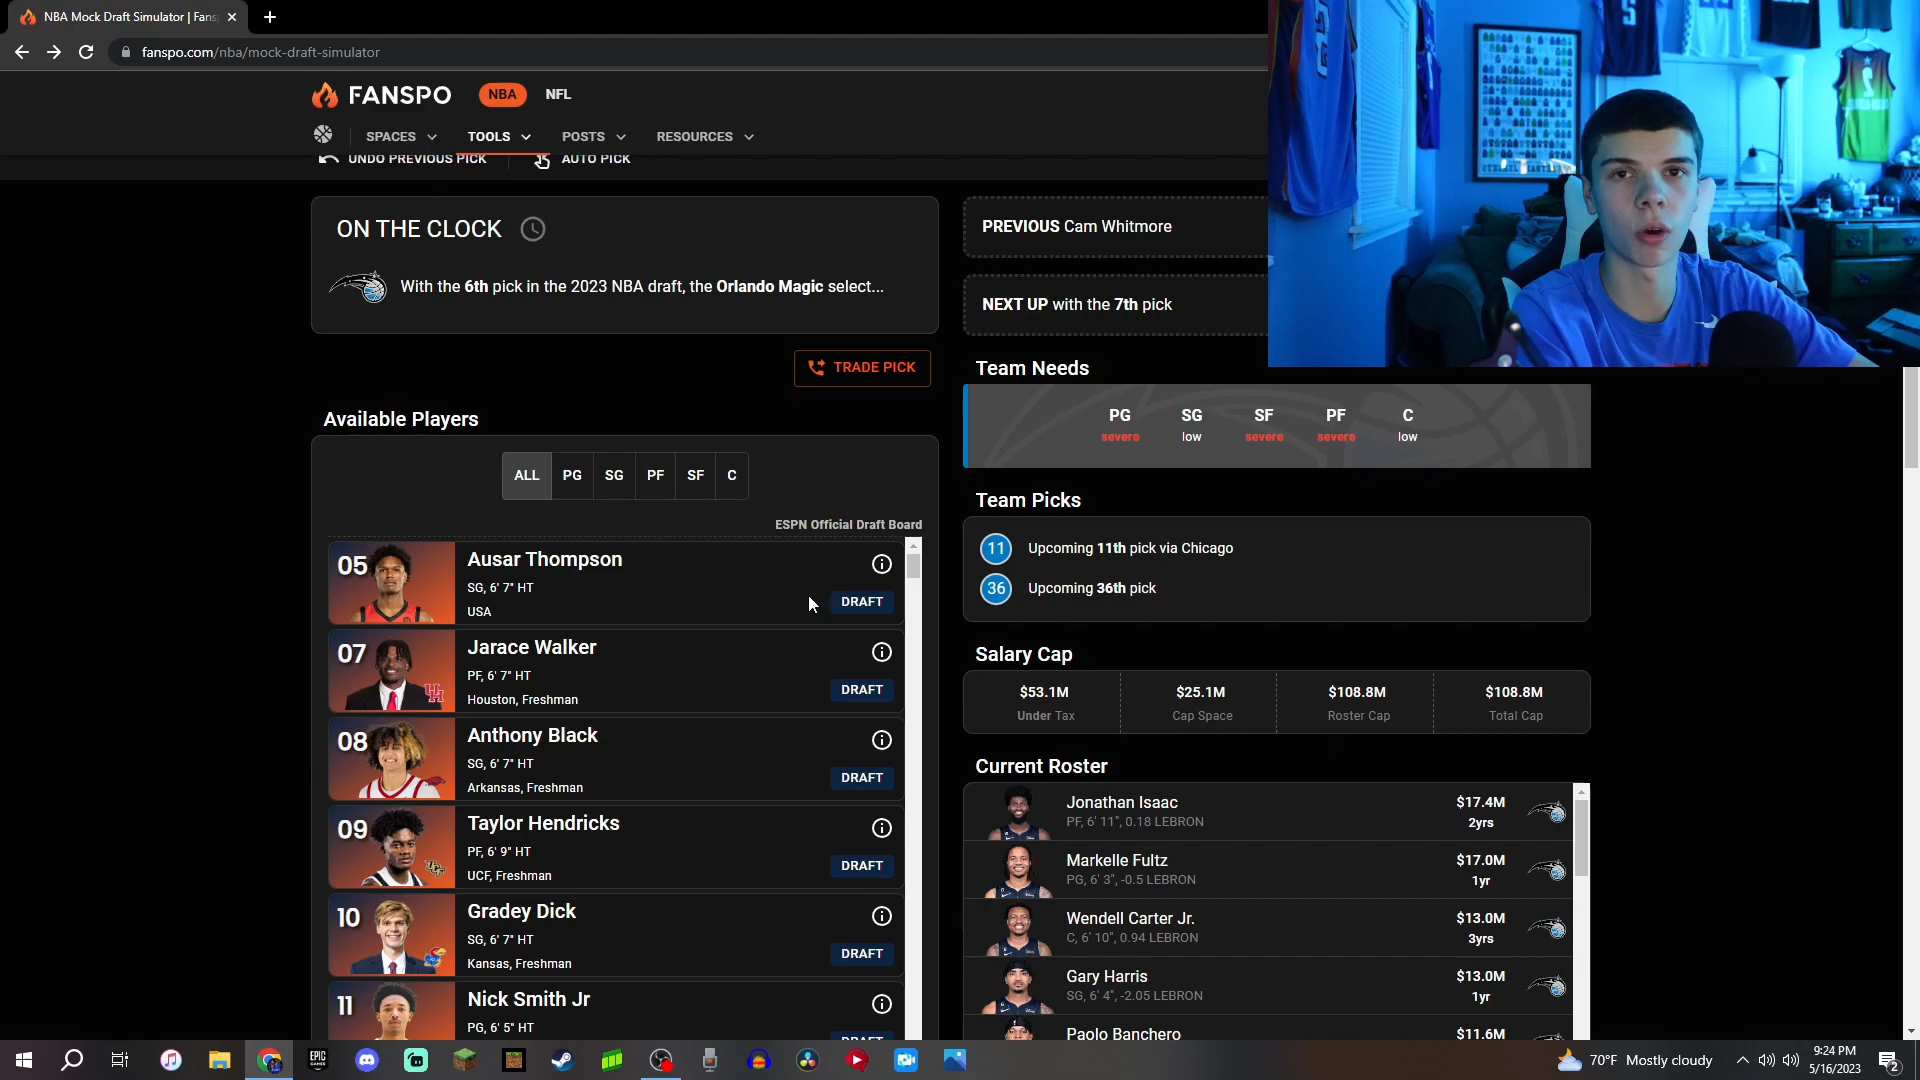 NBA Mock Draft Simulator | Fans
fanspo.com/nba/mock-draft-simulator
FANSPO
NBA
NFL
SPACES
TOOLS
POSTS
RESOURCES
UNDO PREVIOUS PICK
AUTO PICK
ON THE CLOCK
With the 6th pick in the 2023 NBA draft, the Orlando Magic select...
PREVIOUS Cam Whitmore
NEXT UP with the 7th pick
TRADE PICK
Available Players
ALL PG SG PF SF C
ESPN Official Draft Board
05
Ausar Thompson
SG, 6' 7" HT
USA
DRAFT
07
Jarace Walker
PF, 6' 7" HT
Houston, Freshman
DRAFT
08
Anthony Black
SG, 6' 7" HT
Arkansas, Freshman
DRAFT
09
Taylor Hendricks
PF, 6' 9" HT
UCF, Freshman
DRAFT
10
Gradey Dick
SG, 6' 7" HT
Kansas, Freshman
DRAFT
11
Nick Smith Jr
PG, 6' 5" HT
Team Needs
PG SG SF PF C
severe low severe severe low
Team Picks
11 Upcoming 11th pick via Chicago
36 Upcoming 36th pick
Salary Cap
$53.1M $25.1M $108.8M $108.8M
Under Tax Cap Space Roster Cap Total Cap
Current Roster
Jonathan Isaac $17.4M
PF, 6' 11", 0.18 LEBRON 2yrs
Markelle Fultz $17.0M
PG, 6' 3", -0.5 LEBRON 1yr
Wendell Carter Jr. $13.0M
C, 6' 10", 0.94 LEBRON 3yrs
Gary Harris $13.0M
SG, 6' 4", -2.05 LEBRON 1yr
Paolo Banchero $11.6M
70°F Mostly cloudy
9:24 PM
5/16/2023
2